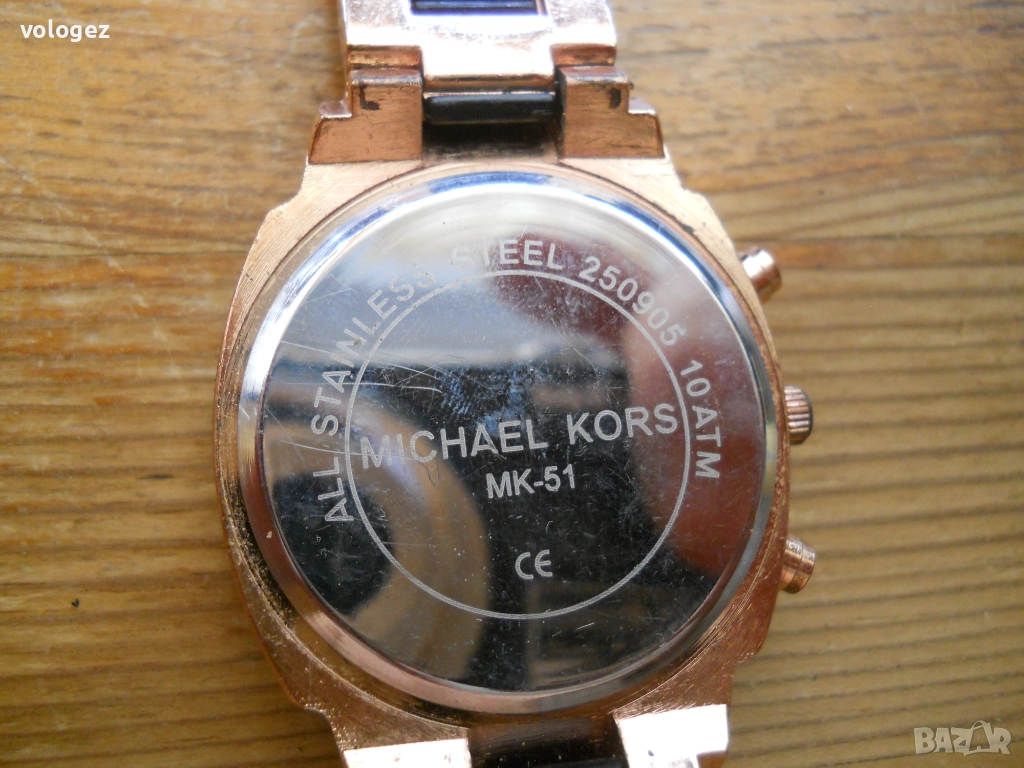 vologez
ALL STAINLESS STEEL 250905 10 ATM
MICHAEL KORS
MK-51
CE
BAZAR